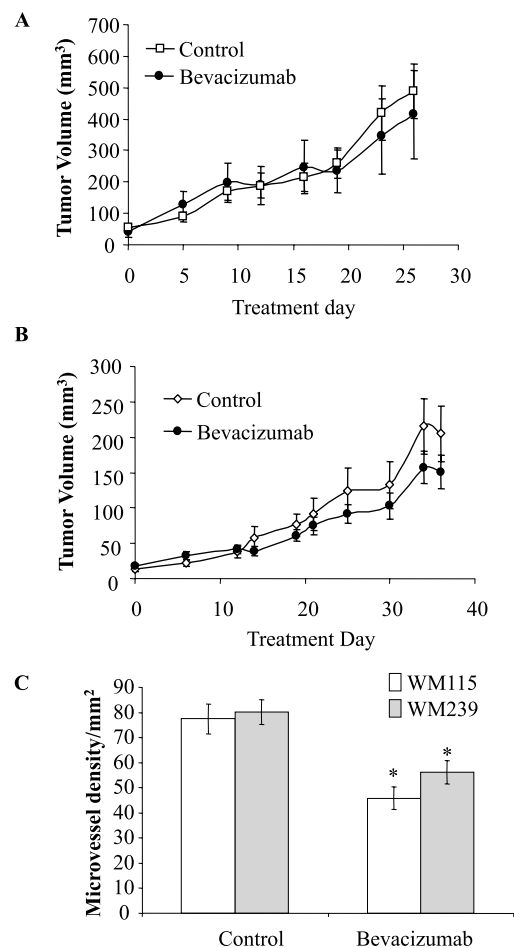 A
Tumor Volume (mm³)
700
600
500
400
300
200
100
0
Control
Bevacizumab
0 5 10 15 20 25 30
Treatment day
B
Tumor Volume (mm³)
300
250
200
150
100
50
0
Control
Bevacizumab
0 10 20 30 40
Treatment Day
C
Microvessel density/mm²
90
80
70
60
50
40
30
20
10
0
WM115
WM239
* *
Control Bevacizumab